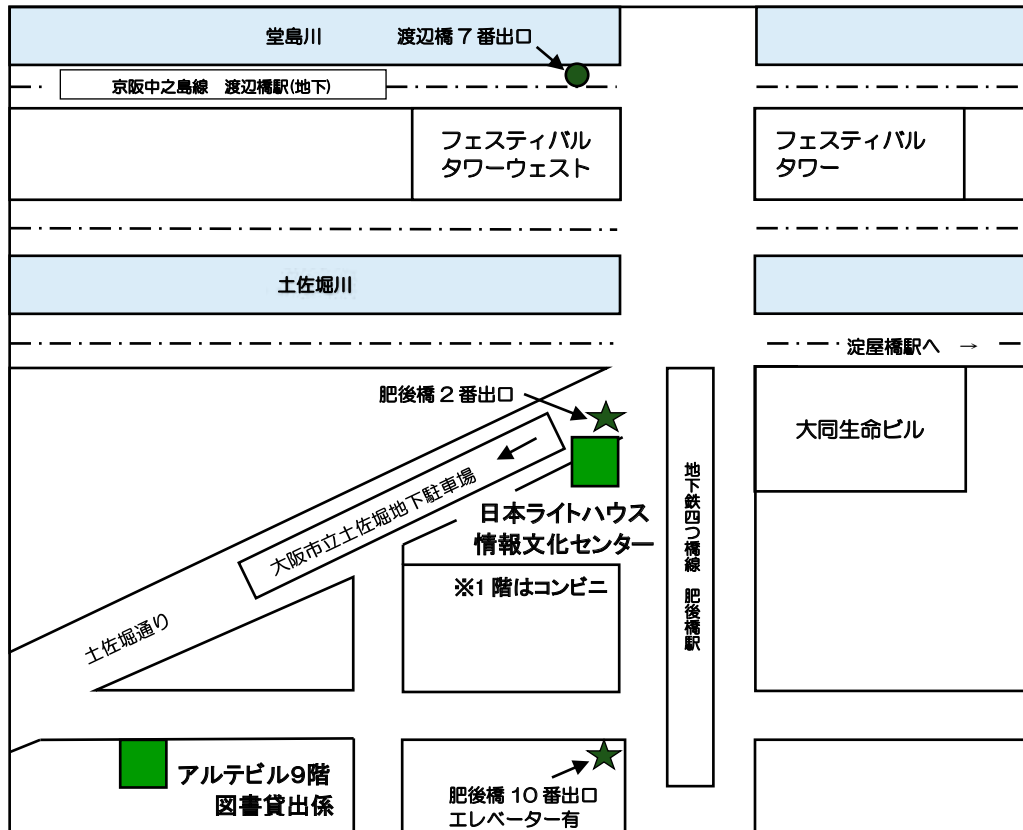 堂島川
渡辺橋7番出口
京阪中之島線　渡辺橋駅(地下)
フェスティバル
タワーウェスト
フェスティバル
タワー
土佐堀川
淀屋橋駅へ　→
肥後橋2番出口
大同生命ビル
大阪市立土佐堀地下駐車場
日本ライトハウス
情報文化センター
※1階はコンビニ
地下鉄四つ橋線　肥後橋駅
土佐堀通り
アルテビル9階
図書貸出係
肥後橋10番出口
エレベーター有